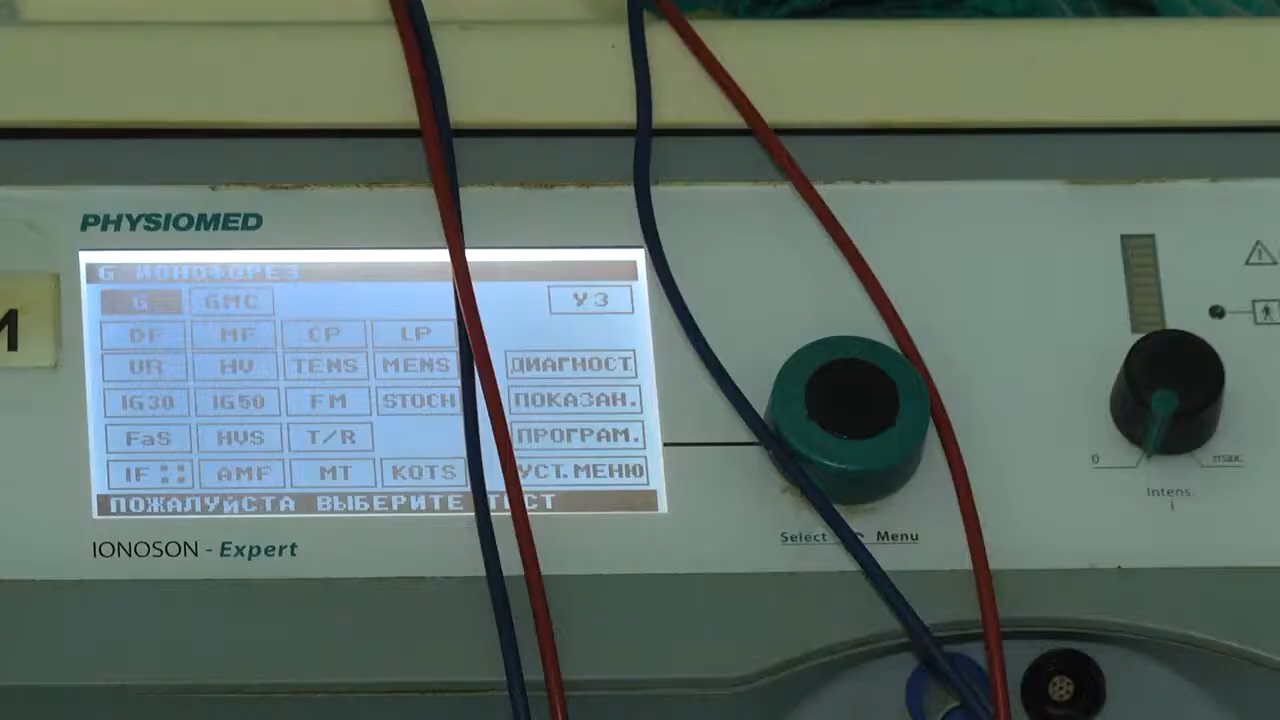 PHYSIOMED
G ИОНОФОРЕЗ
G GMC УЗ
DF MF CP LP
UR HV TENS MENS ДИАГНОСТ
IG30 IG50 FM STOCH ПОКАЗАН.
FaS HVS T/R ПРОГРАМ.
IF AMF MT KOTS УСТ.МЕНЮ
ПОЖАЛУЙСТА ВЫБЕРИТЕ ТЕСТ
IONOSON - Expert
Select Menu
0 max.
Intens.
i